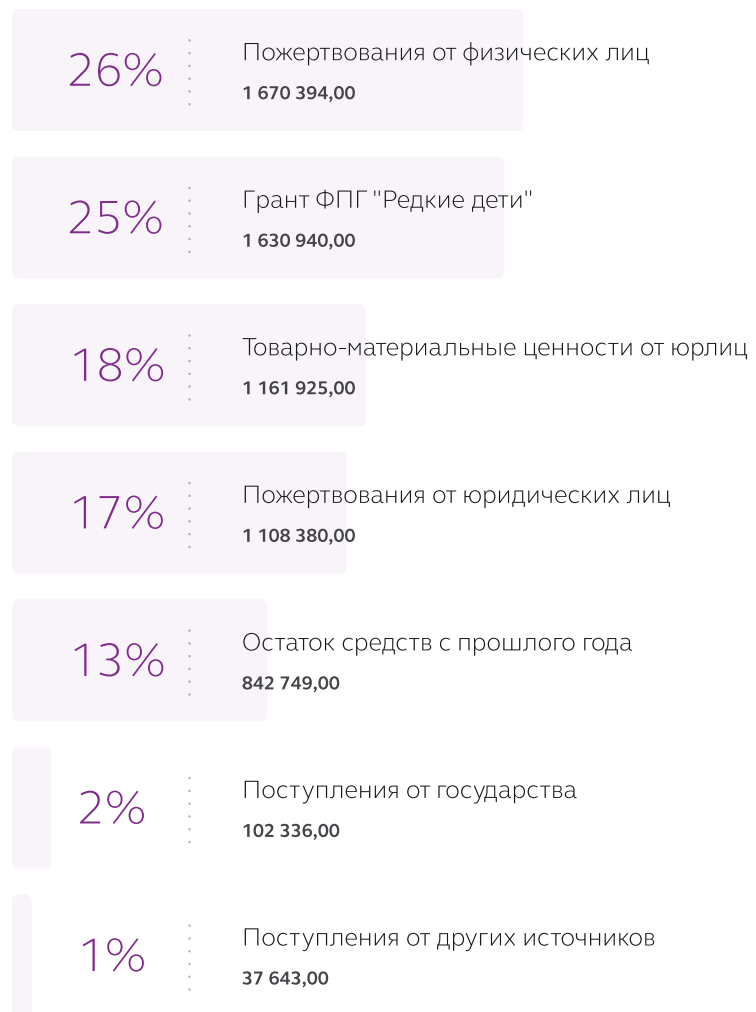 26%
Пожертвования от физических лиц
1 670 394,00
25%
Грант ФПГ "Редкие дети"
1 630 940,00
18%
Товарно-материальные ценности от юрлиц
1 161 925,00
17%
Пожертвования от юридических лиц
1 108 380,00
13%
Остаток средств с прошлого года
842 749,00
2%
Поступления от государства
102 336,00
1%
Поступления от других источников
37 643,00